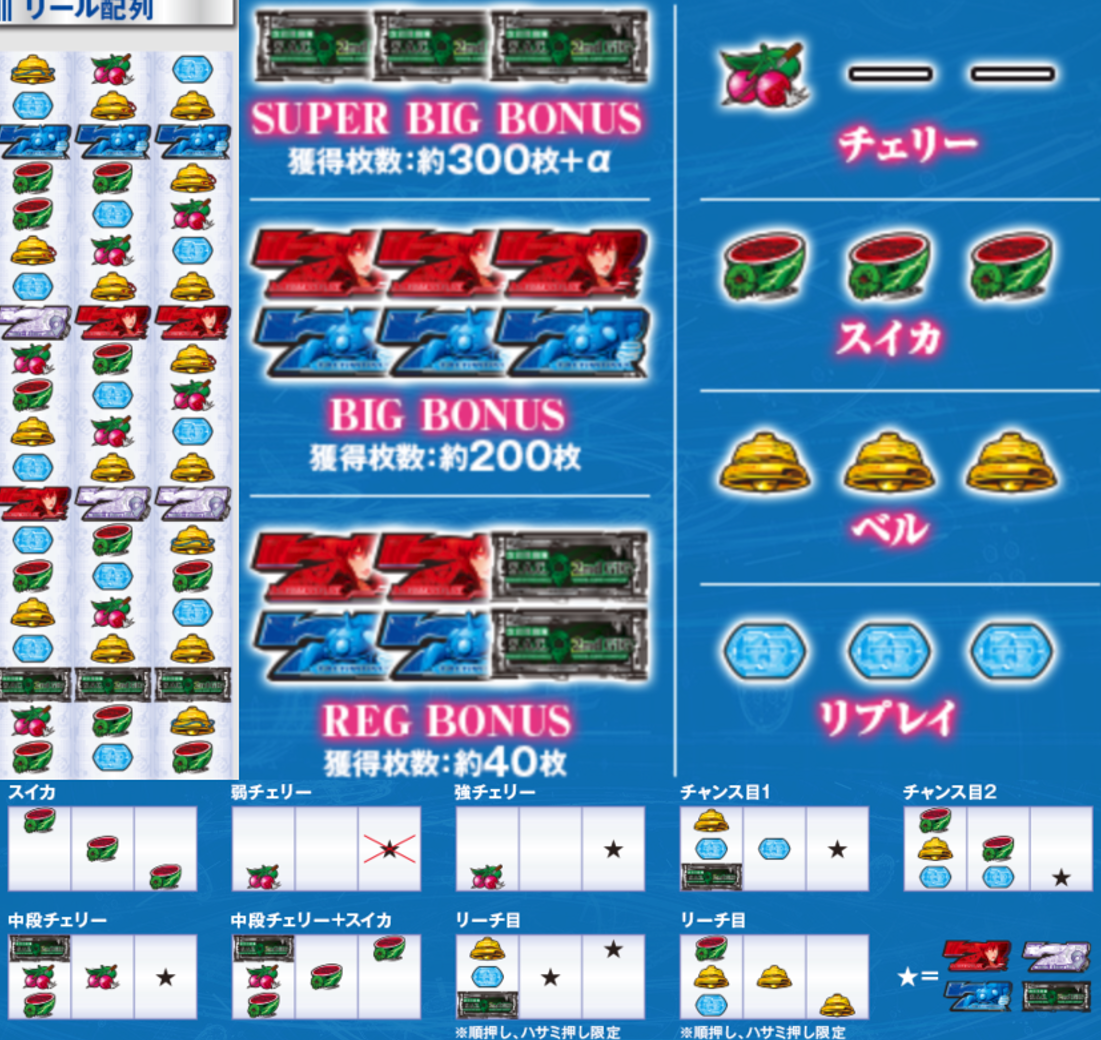 リール配列
SUPER BIG BONUS
獲得枚数:約300枚+α
BIG BONUS
獲得枚数:約200枚
REG BONUS
獲得枚数:約40枚
チェリー
スイカ
ベル
リプレイ
スイカ
弱チェリー
強チェリー
チャンス目1
チャンス目2
★
★
★
★
中段チェリー
中段チェリー+スイカ
リーチ目
リーチ目
★
★
★
★=
※順押し、ハサミ押し限定
※順押し、ハサミ押し限定